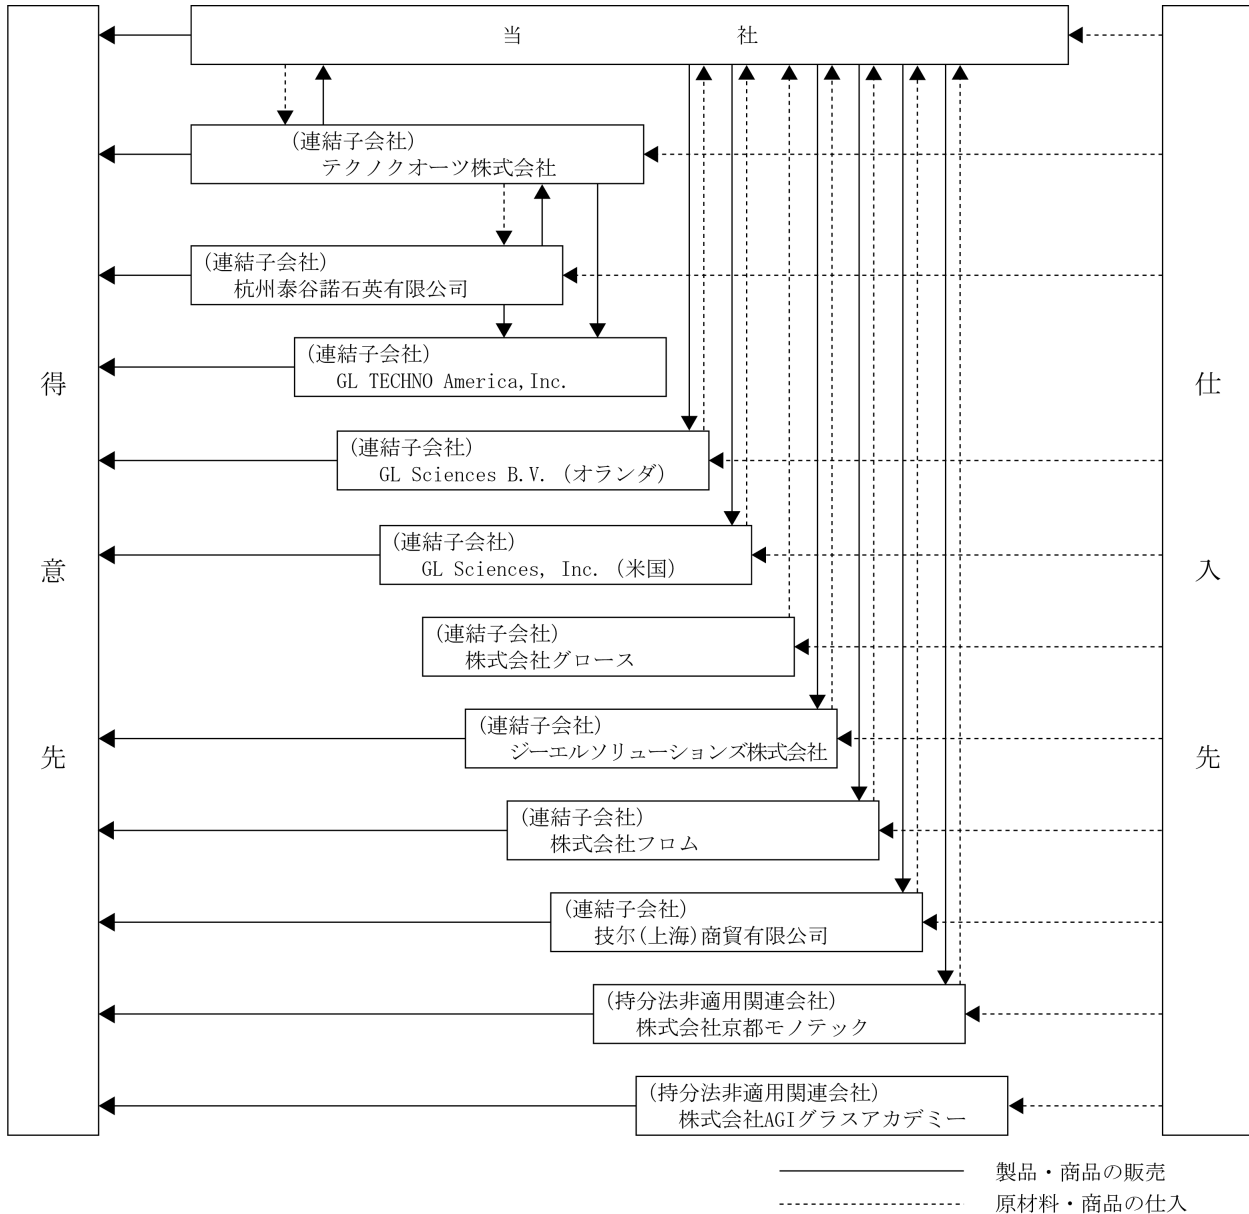 当 社
(連結子会社)
テクノクオーツ株式会社
(連結子会社)
杭州泰谷諾石英有限公司
(連結子会社)
GL TECHNO America,Inc.
(連結子会社)
GL Sciences B.V. (オランダ)
(連結子会社)
GL Sciences, Inc. (米国)
(連結子会社)
株式会社グロース
(連結子会社)
ジーエルソリューションズ株式会社
(連結子会社)
株式会社フロム
(連結子会社)
技尔(上海)商貿有限公司
(持分法非適用関連会社)
株式会社京都モノテック
(持分法非適用関連会社)
株式会社AGIグラスアカデミー
得意先
仕入先
製品・商品の販売
原材料・商品の仕入